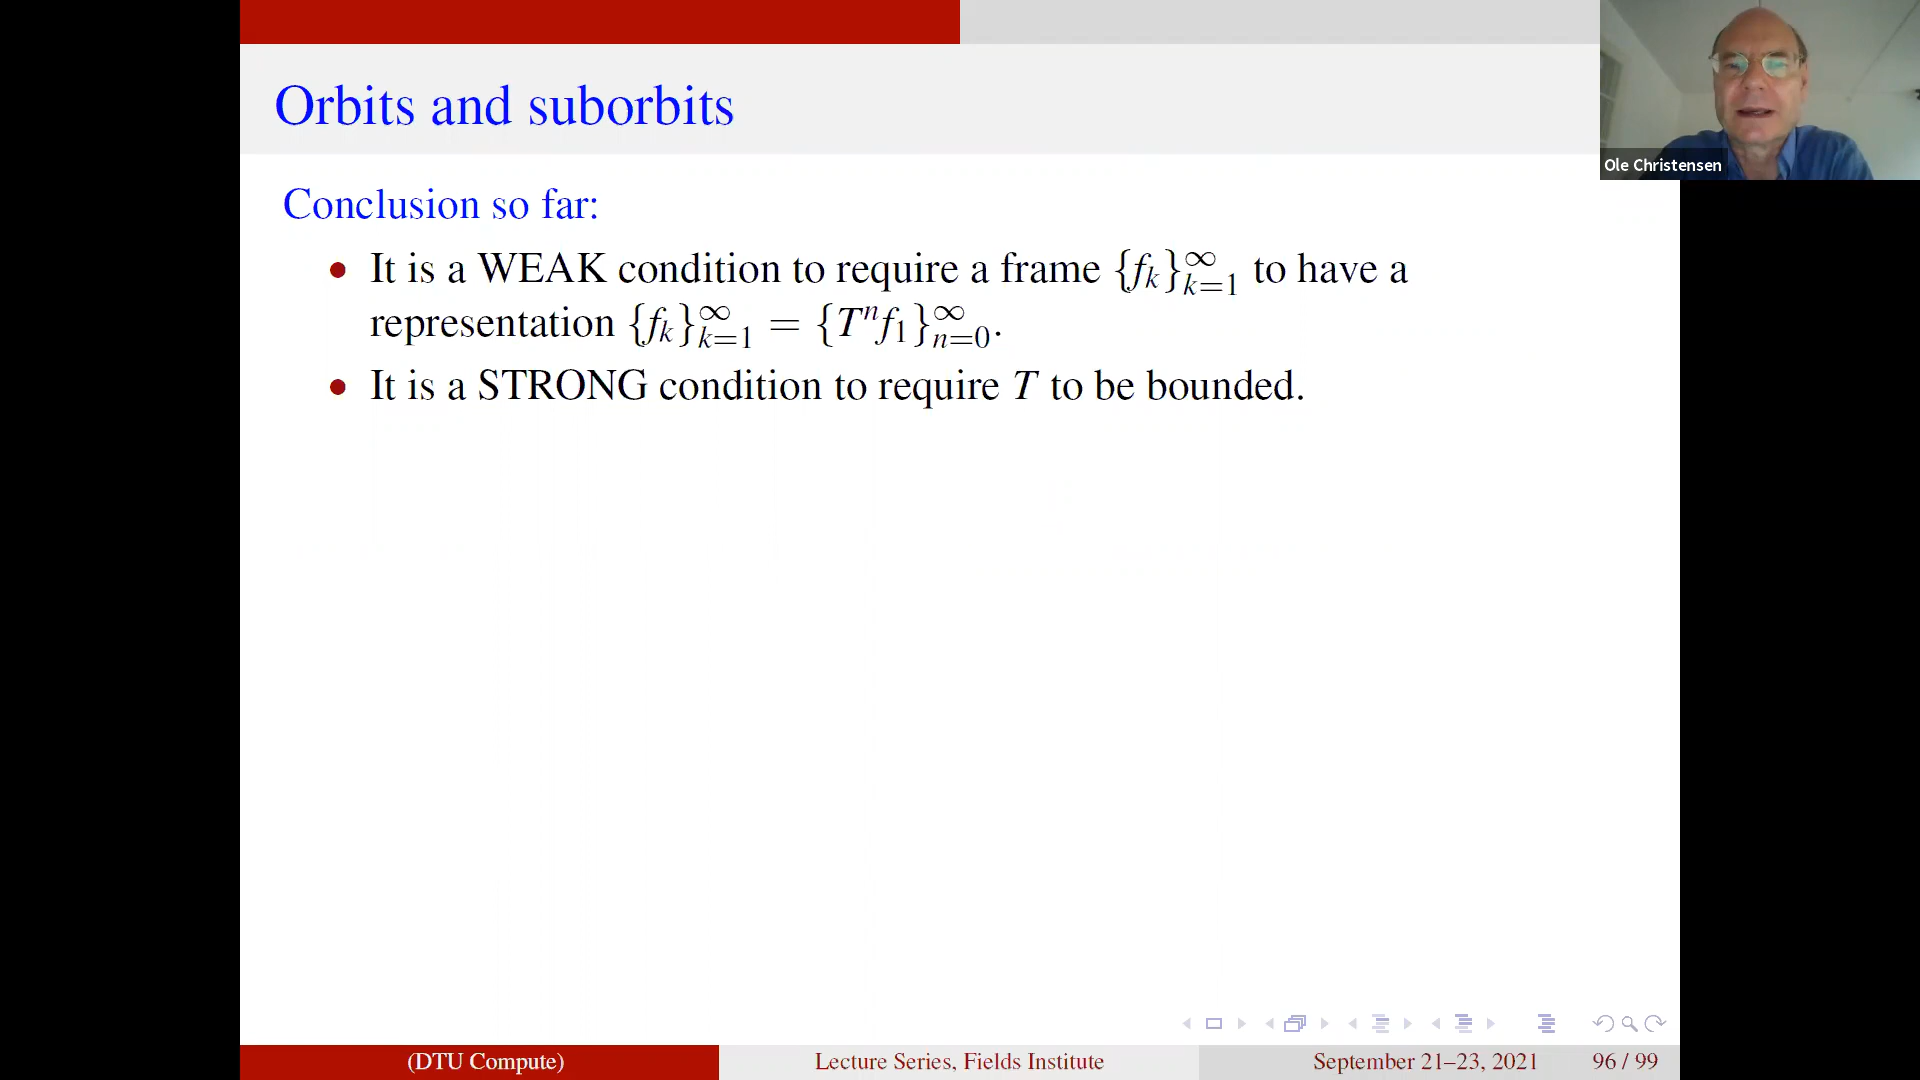 Orbits and suborbits
Ole Christensen
Conclusion so far:
• It is a WEAK condition to require a frame {f_k}_{k=1}^∞ to have a
representation {f_k}_{k=1}^∞ = {T^n f_1}_{n=0}^∞.
• It is a STRONG condition to require T to be bounded.
(DTU Compute) Lecture Series, Fields Institute September 21–23, 2021 96 / 99